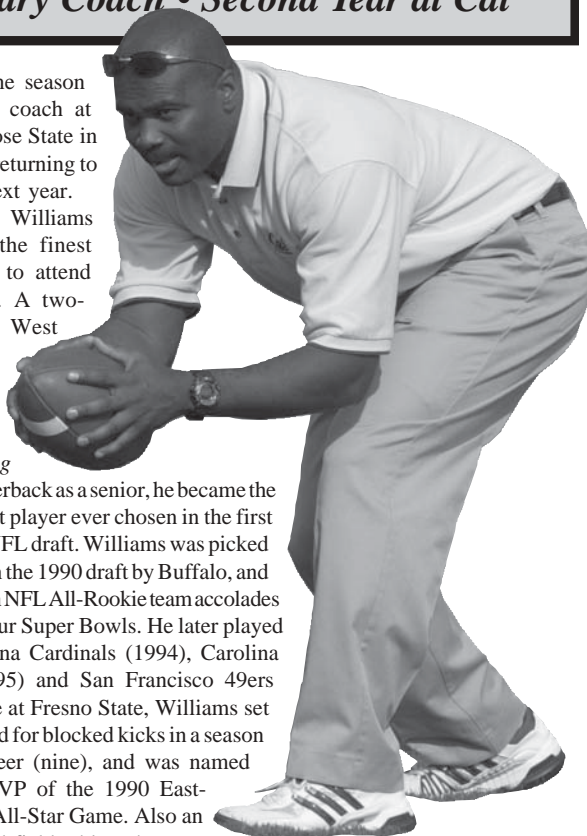 Coach • Second Year at Cal
he season
coach at
ose State in
returning to
ext year.
Williams
the finest
to attend
A two-
West
g
erback as a senior, he became the
t player ever chosen in the first
FL draft. Williams was picked
n the 1990 draft by Buffalo, and
NFL All-Rookie team accolades
ur Super Bowls. He later played
na Cardinals (1994), Carolina
95) and San Francisco 49ers
e at Fresno State, Williams set
d for blocked kicks in a season
eer (nine), and was named
VP of the 1990 East-
All-Star Game. Also an